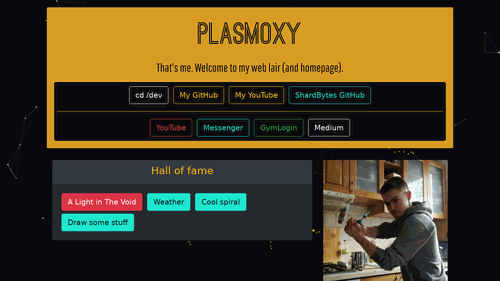 PLASMOXY
That's me. Welcome to my web lair (and homepage).
cd /dev My GitHub My YouTube ShardBytes GitHub
YouTube Messenger GymLogin Medium
Hall of fame
A Light in The Void Weather Cool spiral
Draw some stuff